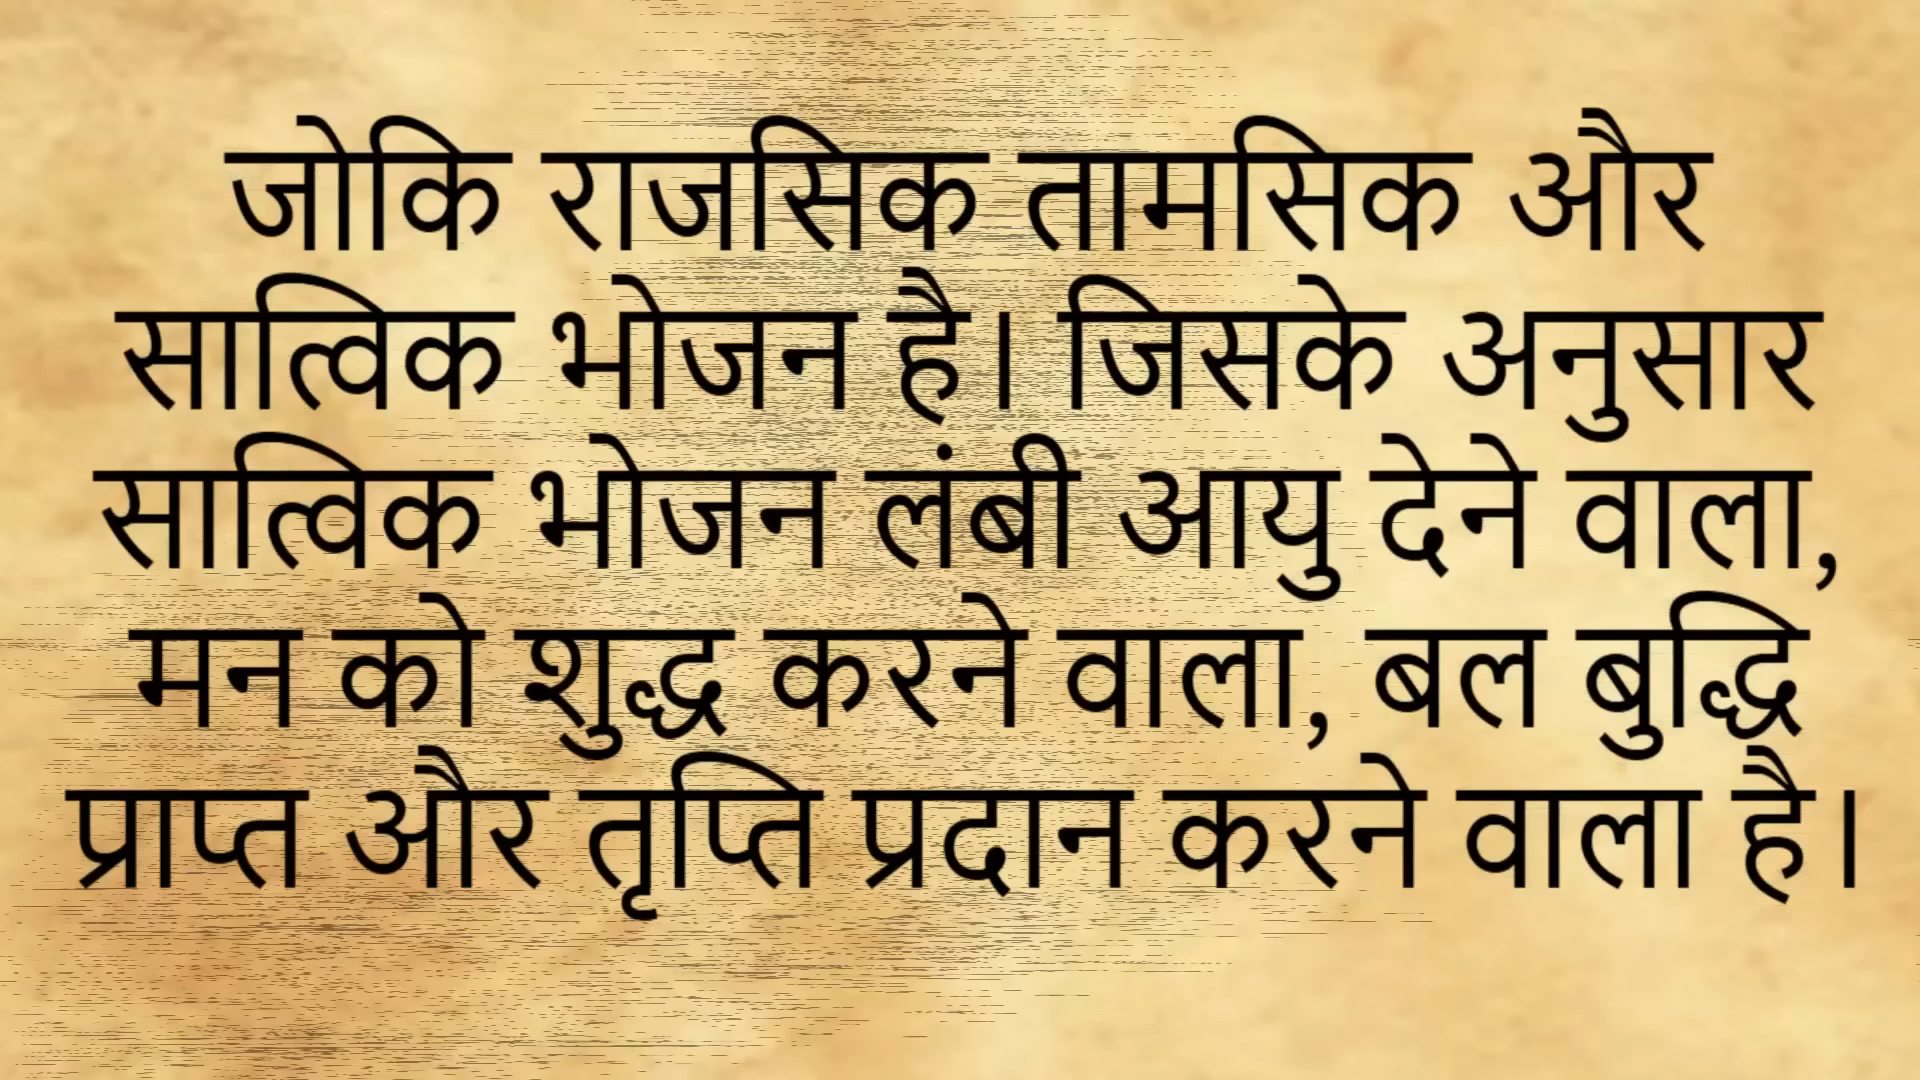 जोकि राजसिक तामसिक और
सात्विक भोजन है। जिसके अनुसार
सात्विक भोजन लंबी आयु देने वाला,
मन को शुद्ध करने वाला, बल बुद्धि
प्राप्त और तृप्ति प्रदान करने वाला है।